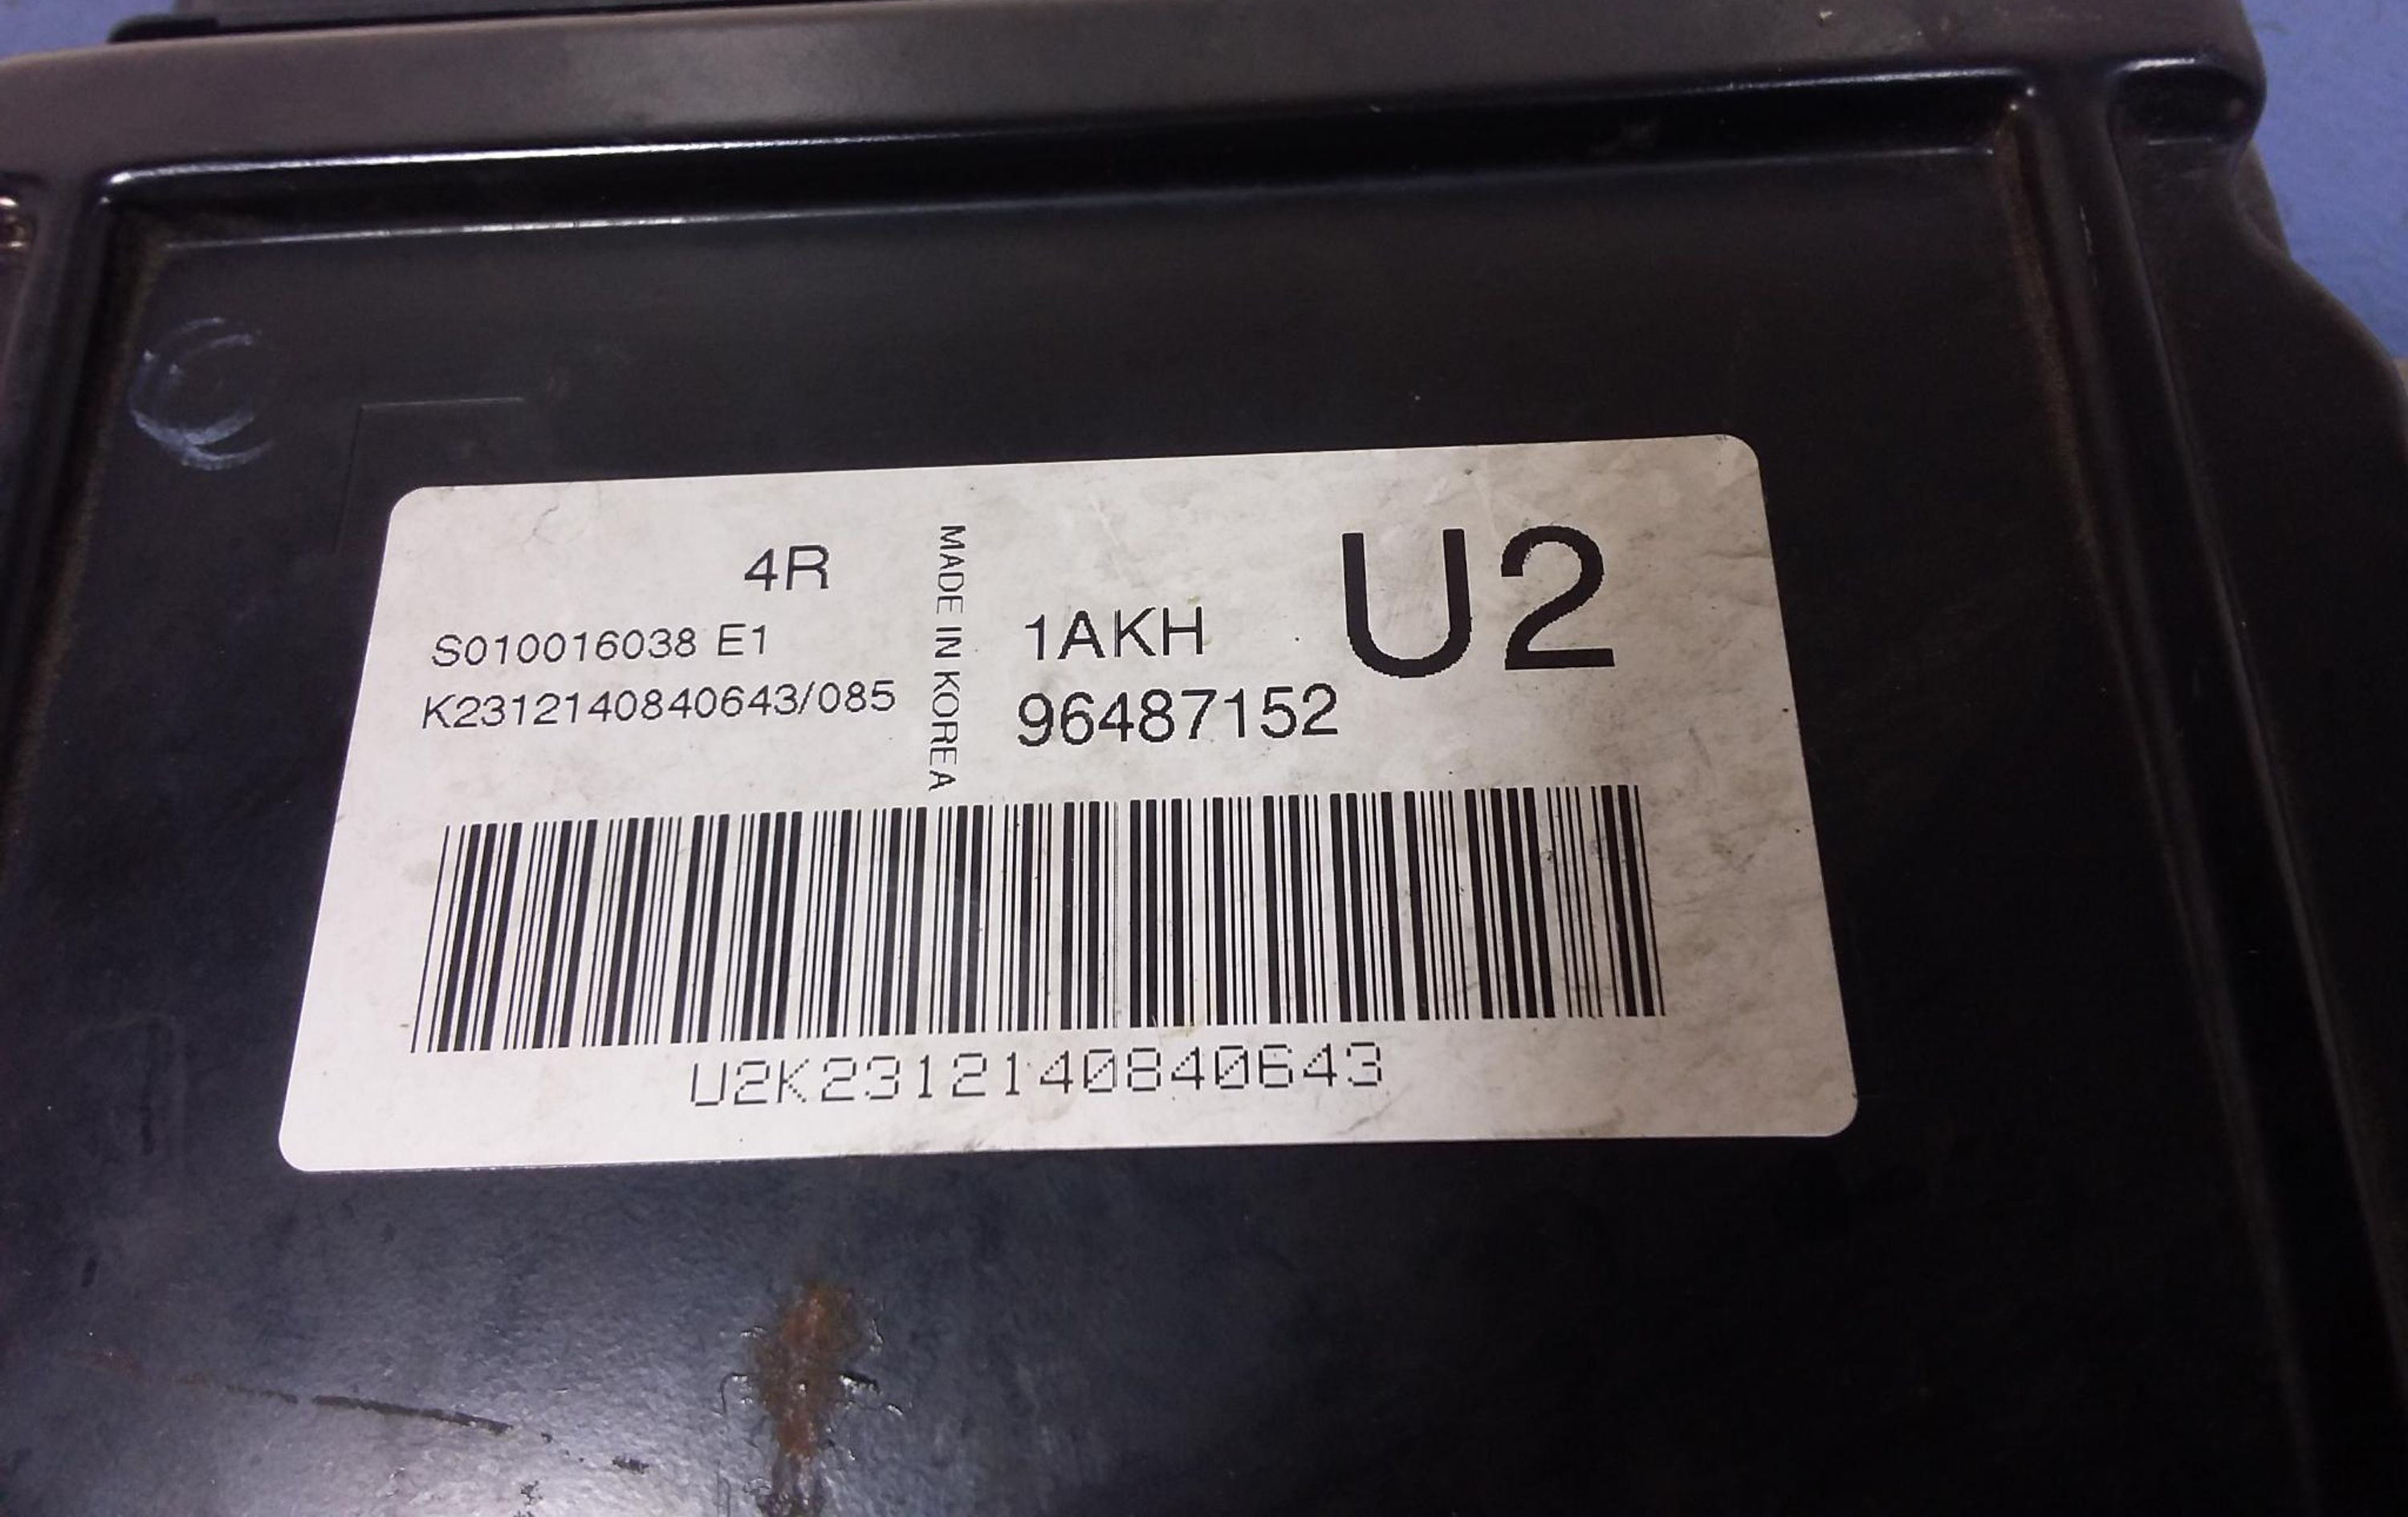 4R
S010016038 E1
K2312140840643/085
MADE IN KOREA
1AKH
96487152
U2
U2K2312140840643